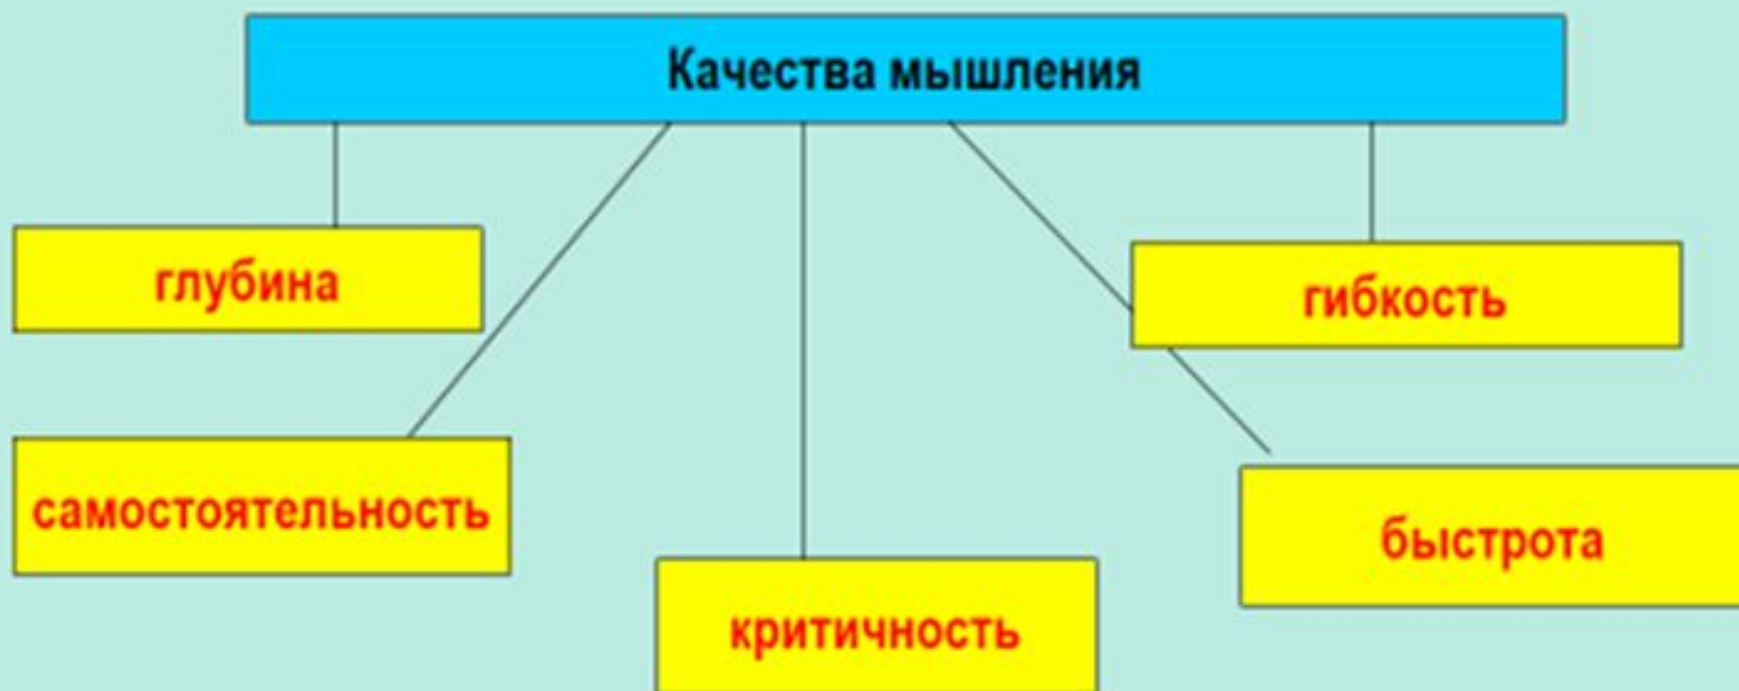 Качества мышления
глубина
гибкость
самостоятельность
быстрота
критичность